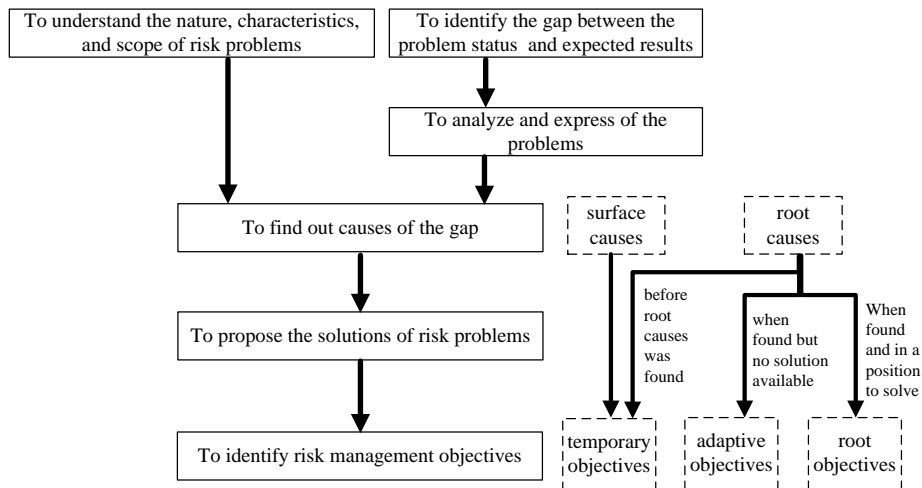 To understand the nature, characteristics,
and scope of risk problems
To identify the gap between the
problem status and expected results
To analyze and express of the
problems
To find out causes of the gap
To propose the solutions of risk problems
To identify risk management objectives
surface
causes
root
causes
before
root
causes
was
found
when
found but
no solution
available
When
found
and in a
position
to solve
temporary
objectives
adaptive
objectives
root
objectives